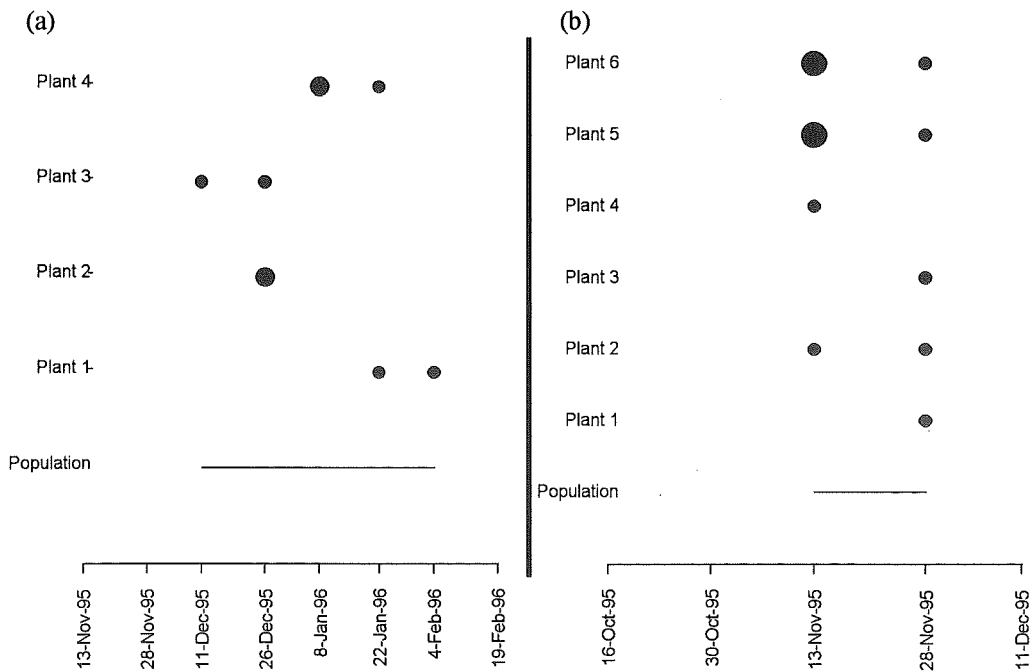 (a)
Plant 4
Plant 3
Plant 2
Plant 1
Population
13-Nov-95
28-Nov-95
11-Dec-95
26-Dec-95
8-Jan-96
22-Jan-96
4-Feb-96
19-Feb-96
(b)
Plant 6
Plant 5
Plant 4
Plant 3
Plant 2
Plant 1
Population
16-Oct-95
30-Oct-95
13-Nov-95
28-Nov-95
11-Dec-95